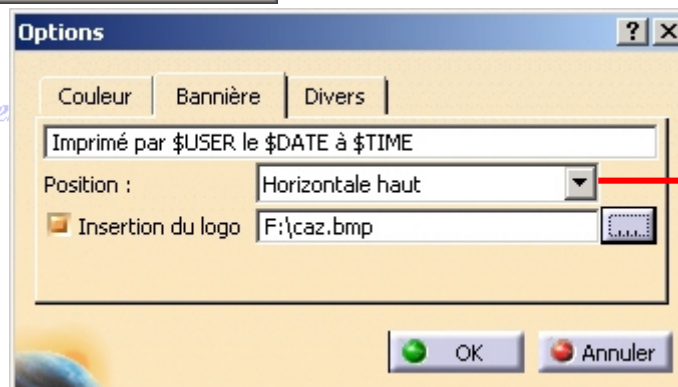 Options
Couleur Bannière Divers
Imprimé par $USER le $DATE à $TIME
Position : Horizontale haut
Insertion du logo F:\caz.bmp ....
OK Annuler